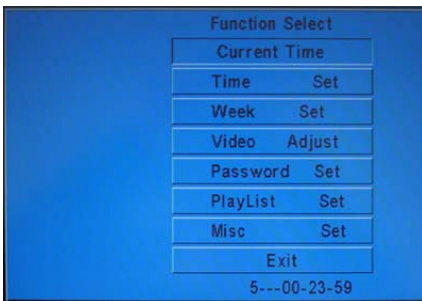 Function Select
Current Time
Time Set
Week Set
Video Adjust
Password Set
PlayList Set
Misc Set
Exit
5---00-23-59